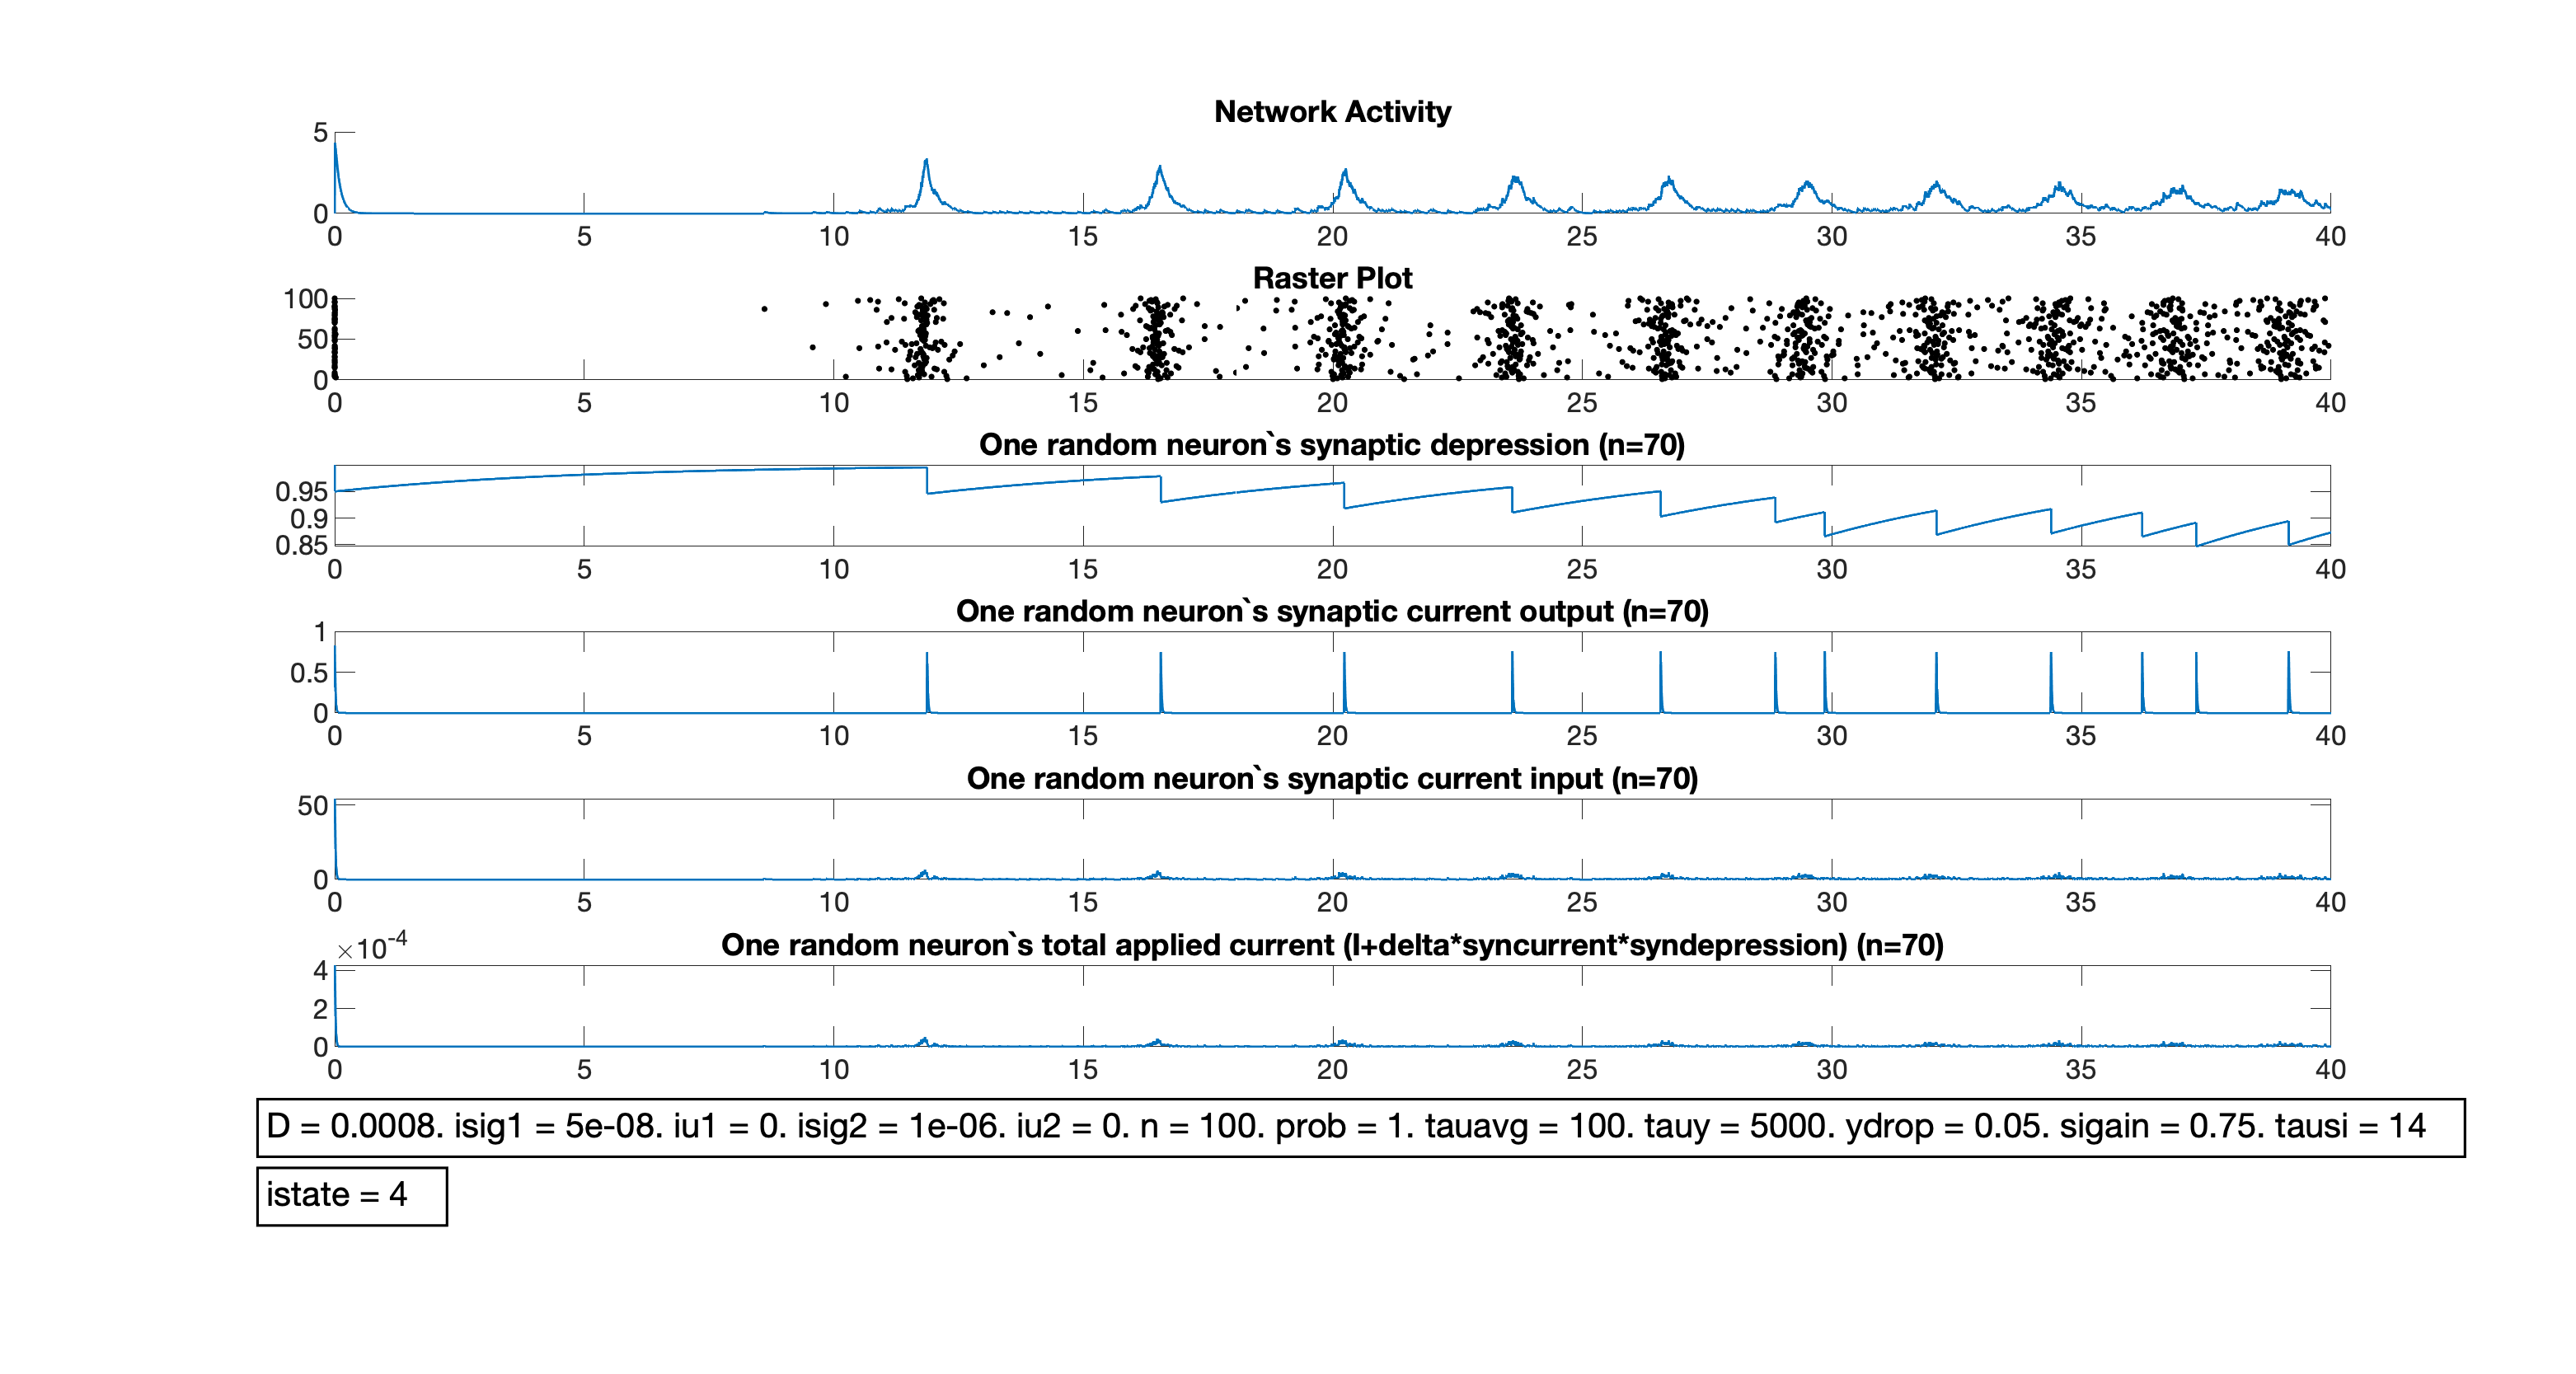 Network Activity
5
0
0 5 10 15 20 25 30 35 40
Raster Plot
100
50
0
0 5 10 15 20 25 30 35 40
One random neuron`s synaptic depression (n=70)
0.95
0.9
0.85
0 5 10 15 20 25 30 35 40
One random neuron`s synaptic current output (n=70)
1
0.5
0
0 5 10 15 20 25 30 35 40
One random neuron`s synaptic current input (n=70)
50
0
0 5 10 15 20 25 30 35 40
×10-4 One random neuron`s total applied current (I+delta*syncurrent*syndepression) (n=70)
4
2
0
0 5 10 15 20 25 30 35 40
D = 0.0008. isig1 = 5e-08. iu1 = 0. isig2 = 1e-06. iu2 = 0. n = 100. prob = 1. tauavg = 100. tauy = 5000. ydrop = 0.05. sigain = 0.75. tausi = 14
istate = 4